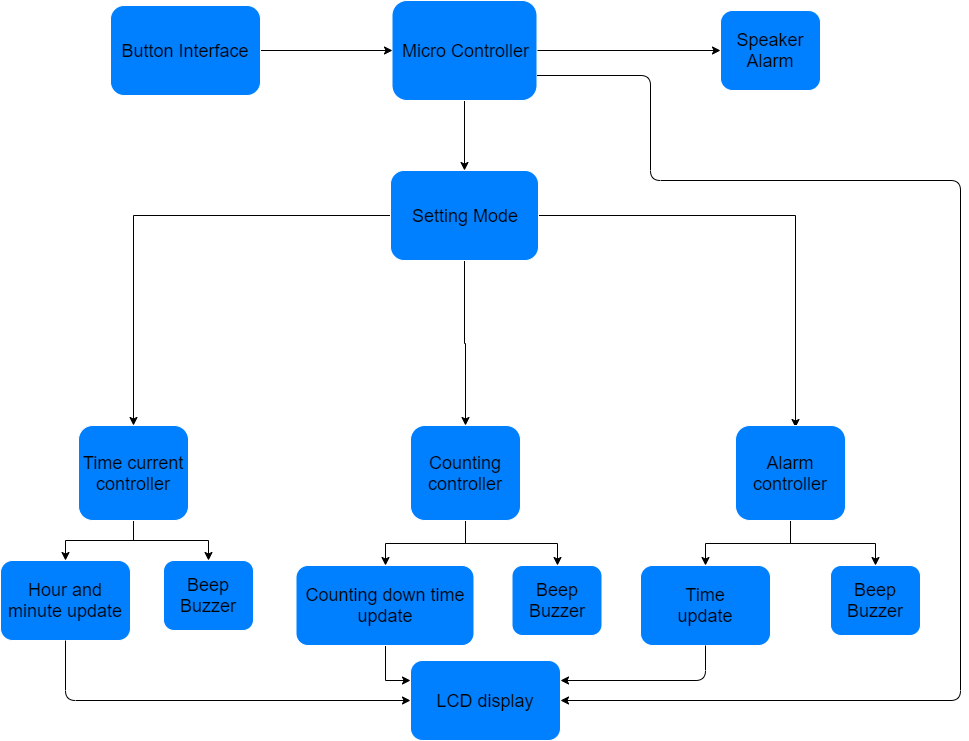 Button Interface
Micro Controller
Speaker
Alarm
Setting Mode
Time current
controller
Counting
controller
Alarm
controller
Hour and
minute update
Beep
Buzzer
Counting down time
update
Beep
Buzzer
Time
update
Beep
Buzzer
LCD display